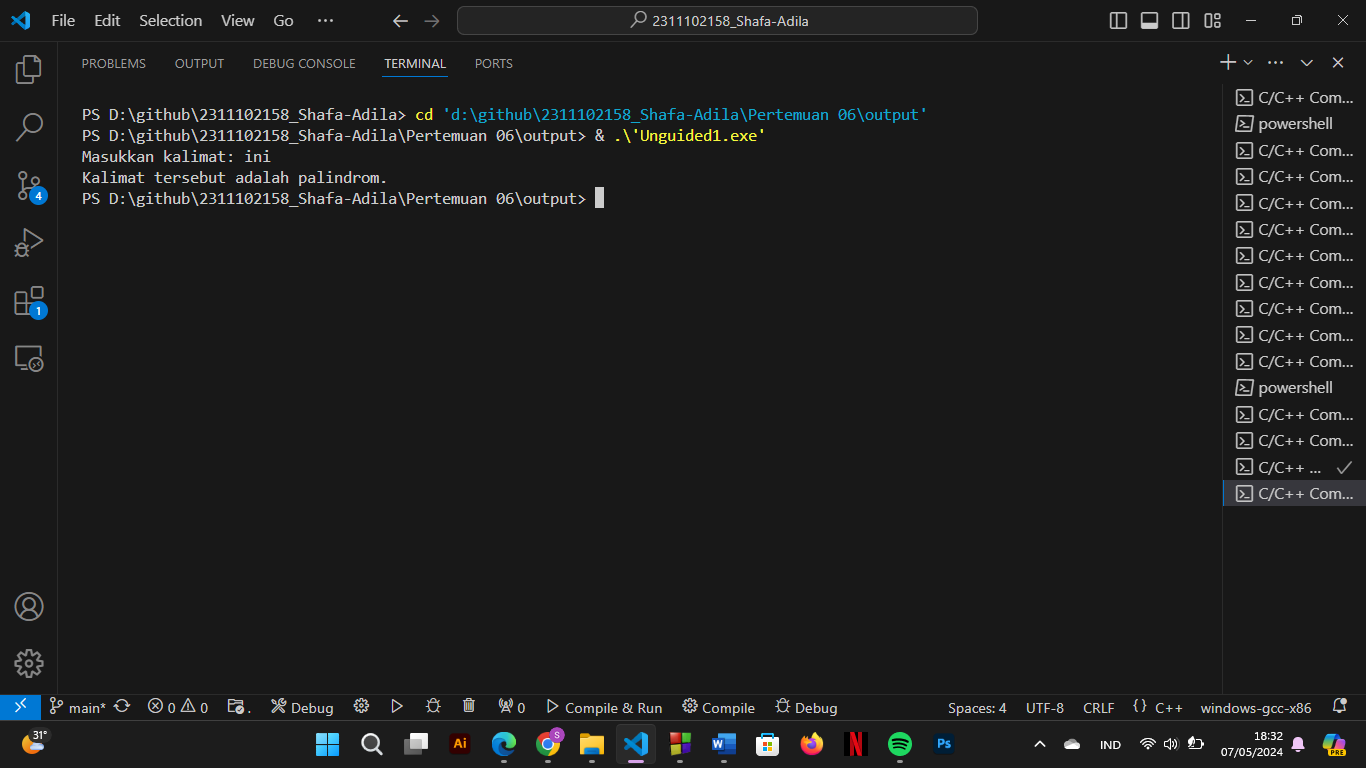 File Edit Selection View Go ···
2311102158_Shafa-Adila
PROBLEMS OUTPUT DEBUG CONSOLE TERMINAL PORTS
PS D:\github\2311102158_Shafa-Adila> cd 'd:\github\2311102158_Shafa-Adila\Pertemuan 06\output'
PS D:\github\2311102158_Shafa-Adila\Pertemuan 06\output> & .\'Unguided1.exe'
Masukkan kalimat: ini
Kalimat tersebut adalah palindrom.
PS D:\github\2311102158_Shafa-Adila\Pertemuan 06\output>
C/C++ Com...
powershell
C/C++ Com...
C/C++ Com...
C/C++ Com...
C/C++ Com...
C/C++ Com...
C/C++ Com...
C/C++ Com...
C/C++ Com...
C/C++ Com...
powershell
C/C++ Com...
C/C++ Com...
C/C++ ...
C/C++ Com...
4
1
main* 0 0 . Debug 0 Compile & Run Compile Debug Spaces: 4 UTF-8 CRLF {} C++ windows-gcc-x86
31°
Ai
S
W
N
Ps
IND
18:32
07/05/2024
PRE